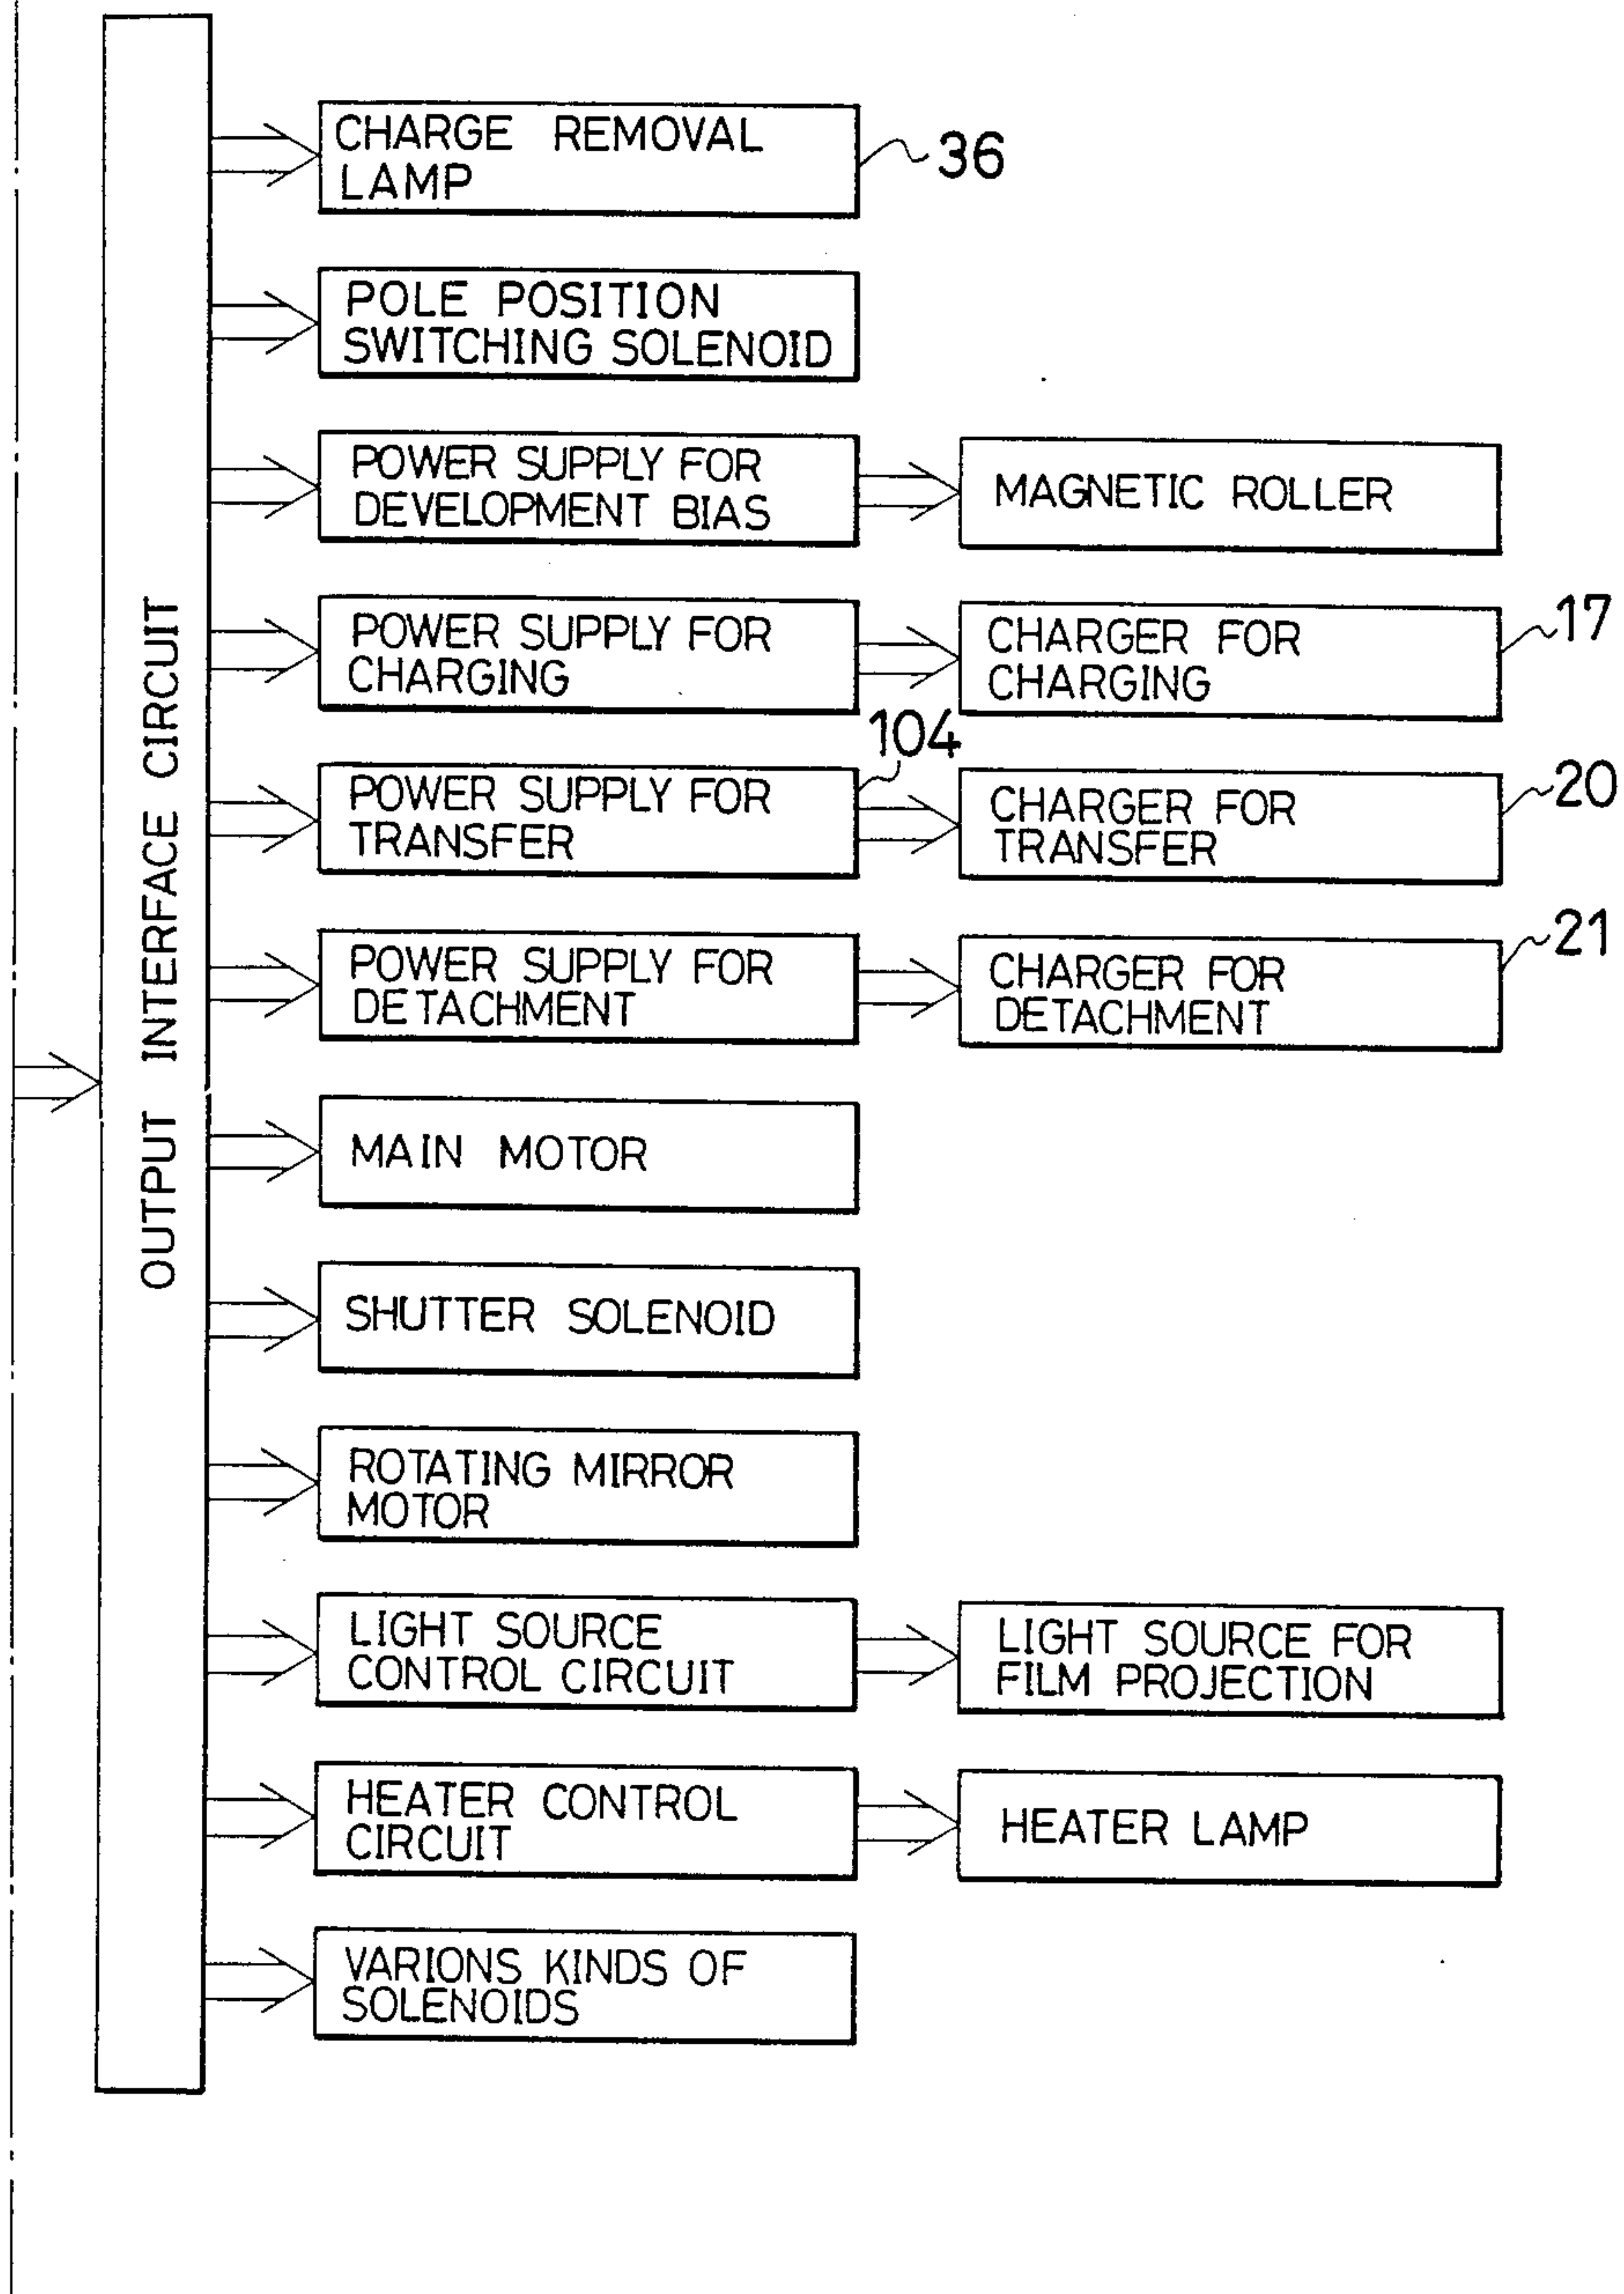 OUTPUT INTERFACE CIRCUIT
CHARGE REMOVAL
LAMP
36
POLE POSITION
SWITCHING SOLENOID
POWER SUPPLY FOR
DEVELOPMENT BIAS
MAGNETIC ROLLER
POWER SUPPLY FOR
CHARGING
CHARGER FOR
CHARGING
17
POWER SUPPLY FOR
TRANSFER
104
CHARGER FOR
TRANSFER
20
POWER SUPPLY FOR
DETACHMENT
CHARGER FOR
DETACHMENT
21
MAIN MOTOR
SHUTTER SOLENOID
ROTATING MIRROR
MOTOR
LIGHT SOURCE
CONTROL CIRCUIT
LIGHT SOURCE FOR
FILM PROJECTION
HEATER CONTROL
CIRCUIT
HEATER LAMP
VARIONS KINDS OF
SOLENOIDS